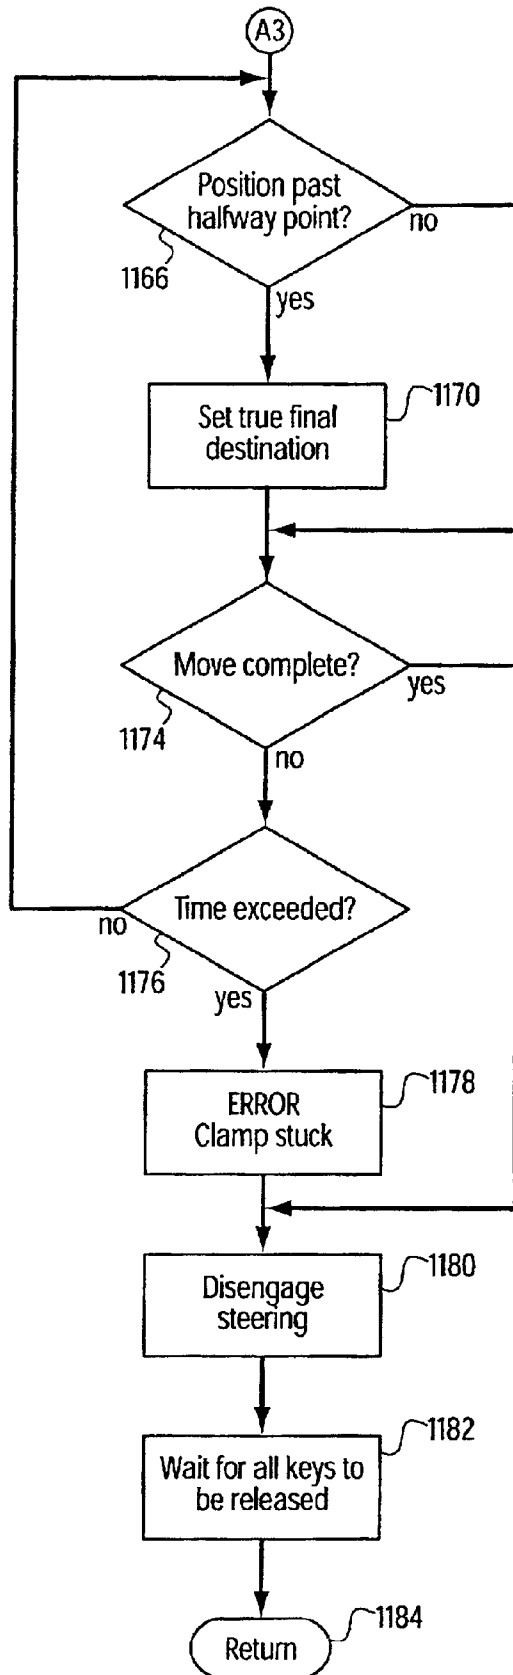 A3
Position past
halfway point?
no
1166
yes
1170
Set true final
destination
Move complete?
yes
1174
no
Time exceeded?
no
1176
yes
1178
ERROR
Clamp stuck
1180
Disengage
steering
1182
Wait for all keys to
be released
1184
Return